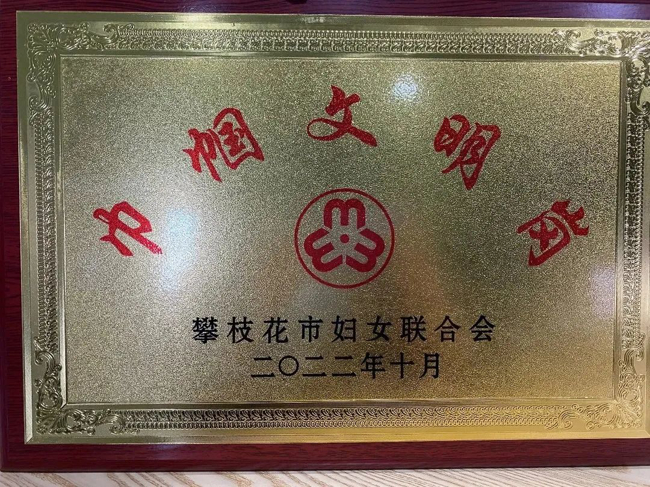 巾帼文明岗
攀枝花市妇女联合会
二〇二二年十月